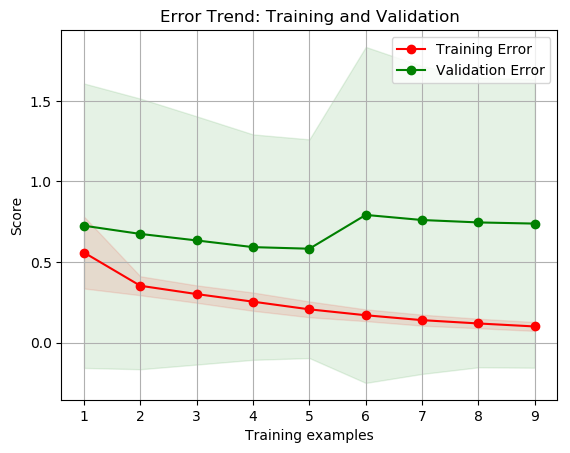 Error Trend: Training and Validation
Training Error
Validation Error
1.5
1.0
0.5
0.0
Score
1 2 3 4 5 6 7 8 9
Training examples